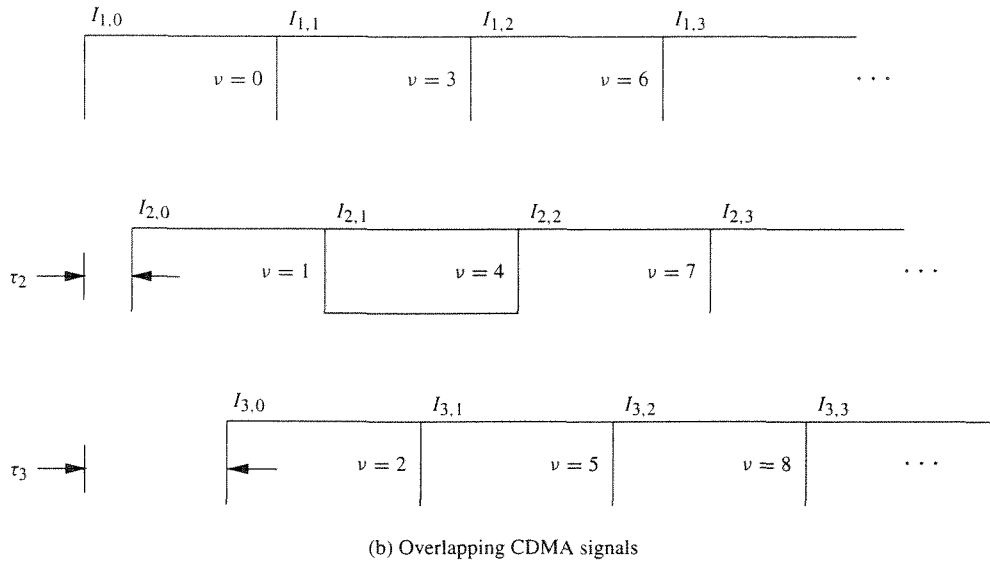 I1,0 I1,1 I1,2 I1,3
ν = 0 ν = 3 ν = 6 · · ·
I2,0 I2,1 I2,2 I2,3
τ2 ν = 1 ν = 4 ν = 7 · · ·
I3,0 I3,1 I3,2 I3,3
τ3 ν = 2 ν = 5 ν = 8 · · ·
(b) Overlapping CDMA signals